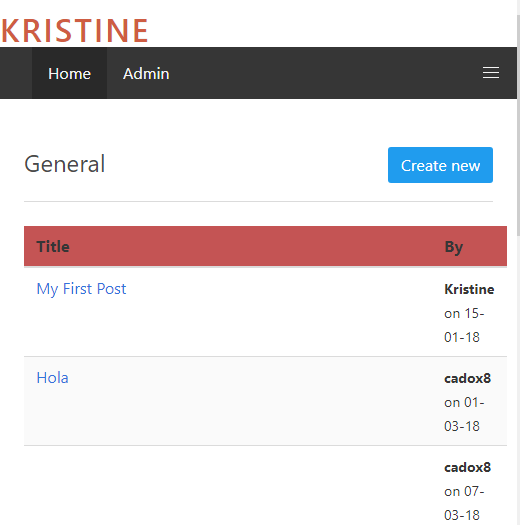 KRISTINE
Home Admin
General Create new
Title By
My First Post Kristine
on 15-
01-18
Hola cadox8
on 01-
03-18
cadox8
on 07-
03-18